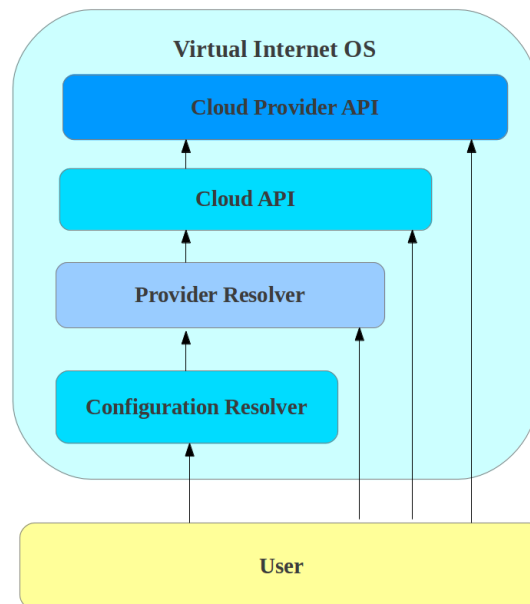 Virtual Internet OS
Cloud Provider API
Cloud API
Provider Resolver
Configuration Resolver
User